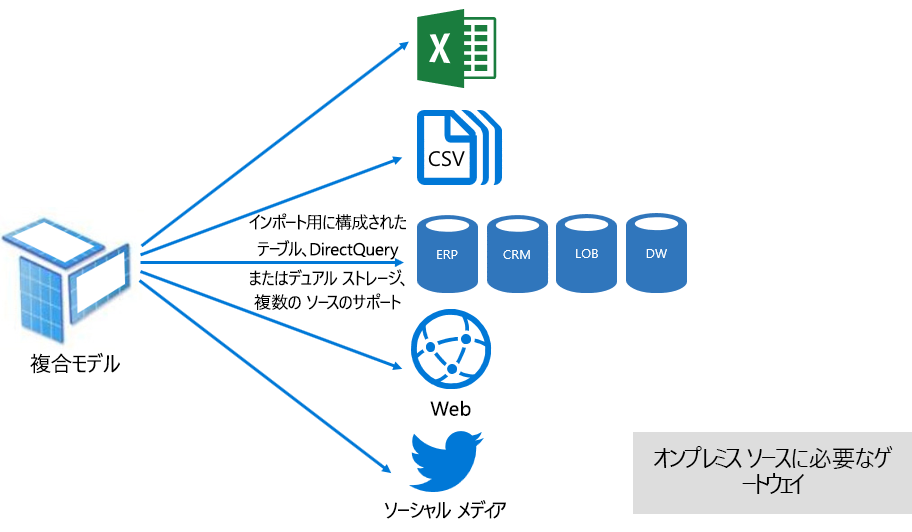 X
CSV
インポート用に構成された
テーブル、DirectQuery
またはデュアル ストレージ、
複数の ソースのサポート
ERP
CRM
LOB
DW
複合モデル
Web
ソーシャル メディア
オンプレミス ソースに必要なゲ
ートウェイ